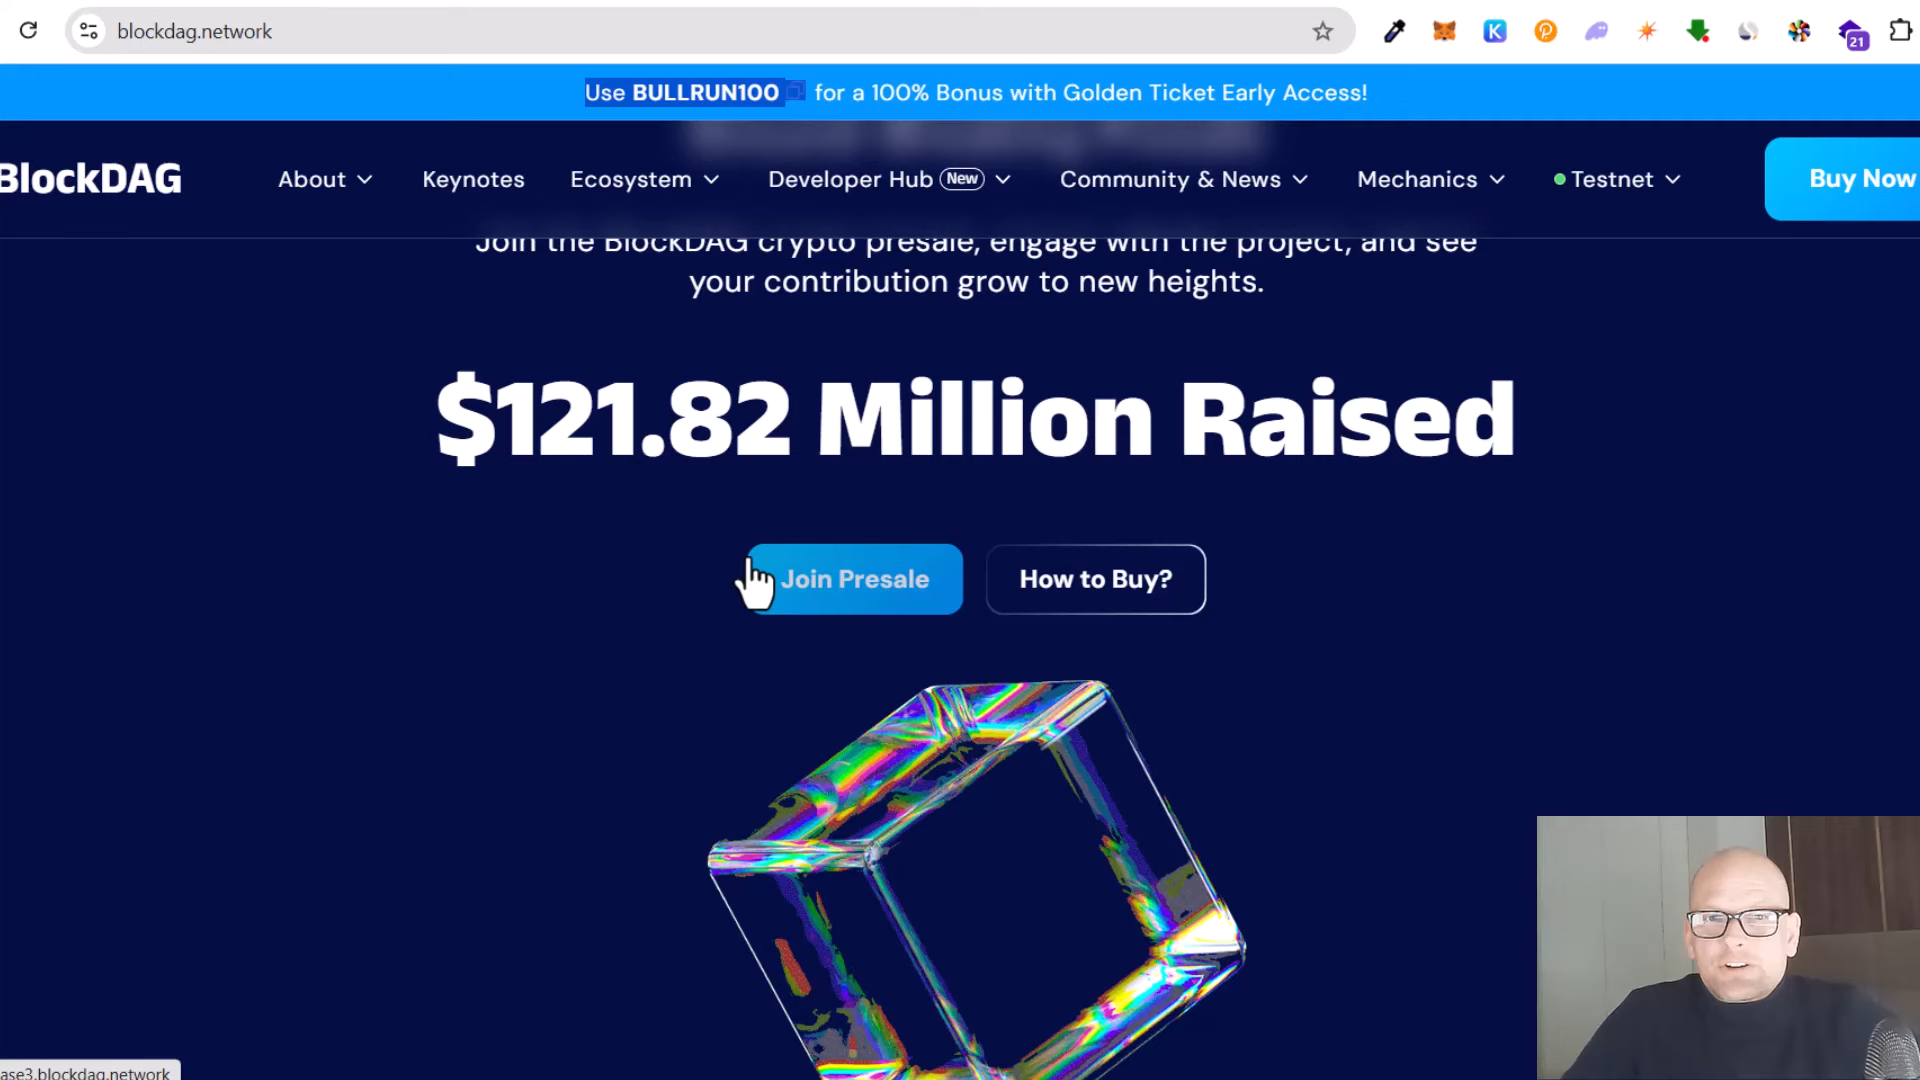 blockdag.network
21
Use BULLRUN100 for a 100% Bonus with Golden Ticket Early Access!
BlockDAG
About
Keynotes
Ecosystem
Developer Hub New
Community & News
Mechanics
Testnet
Buy Now
Join the BlockDAG crypto presale, engage with the project, and see
your contribution grow to new heights.
$121.82 Million Raised
Join Presale
How to Buy?
ase3.blockdag.network